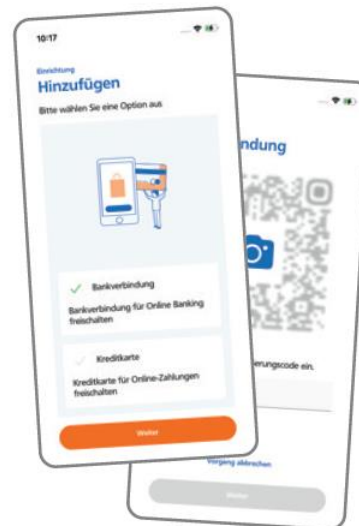 10:17
Einrichtung
Hinzufügen
Bitte wählen Sie eine Option aus
Bankverbindung
Bankverbindung für Online Banking
freischalten
Kreditkarte
Kreditkarte für Online-Zahlungen
freischalten
Weiter
ndung
erungscode ein.
Vorgang abbrechen
Weiter